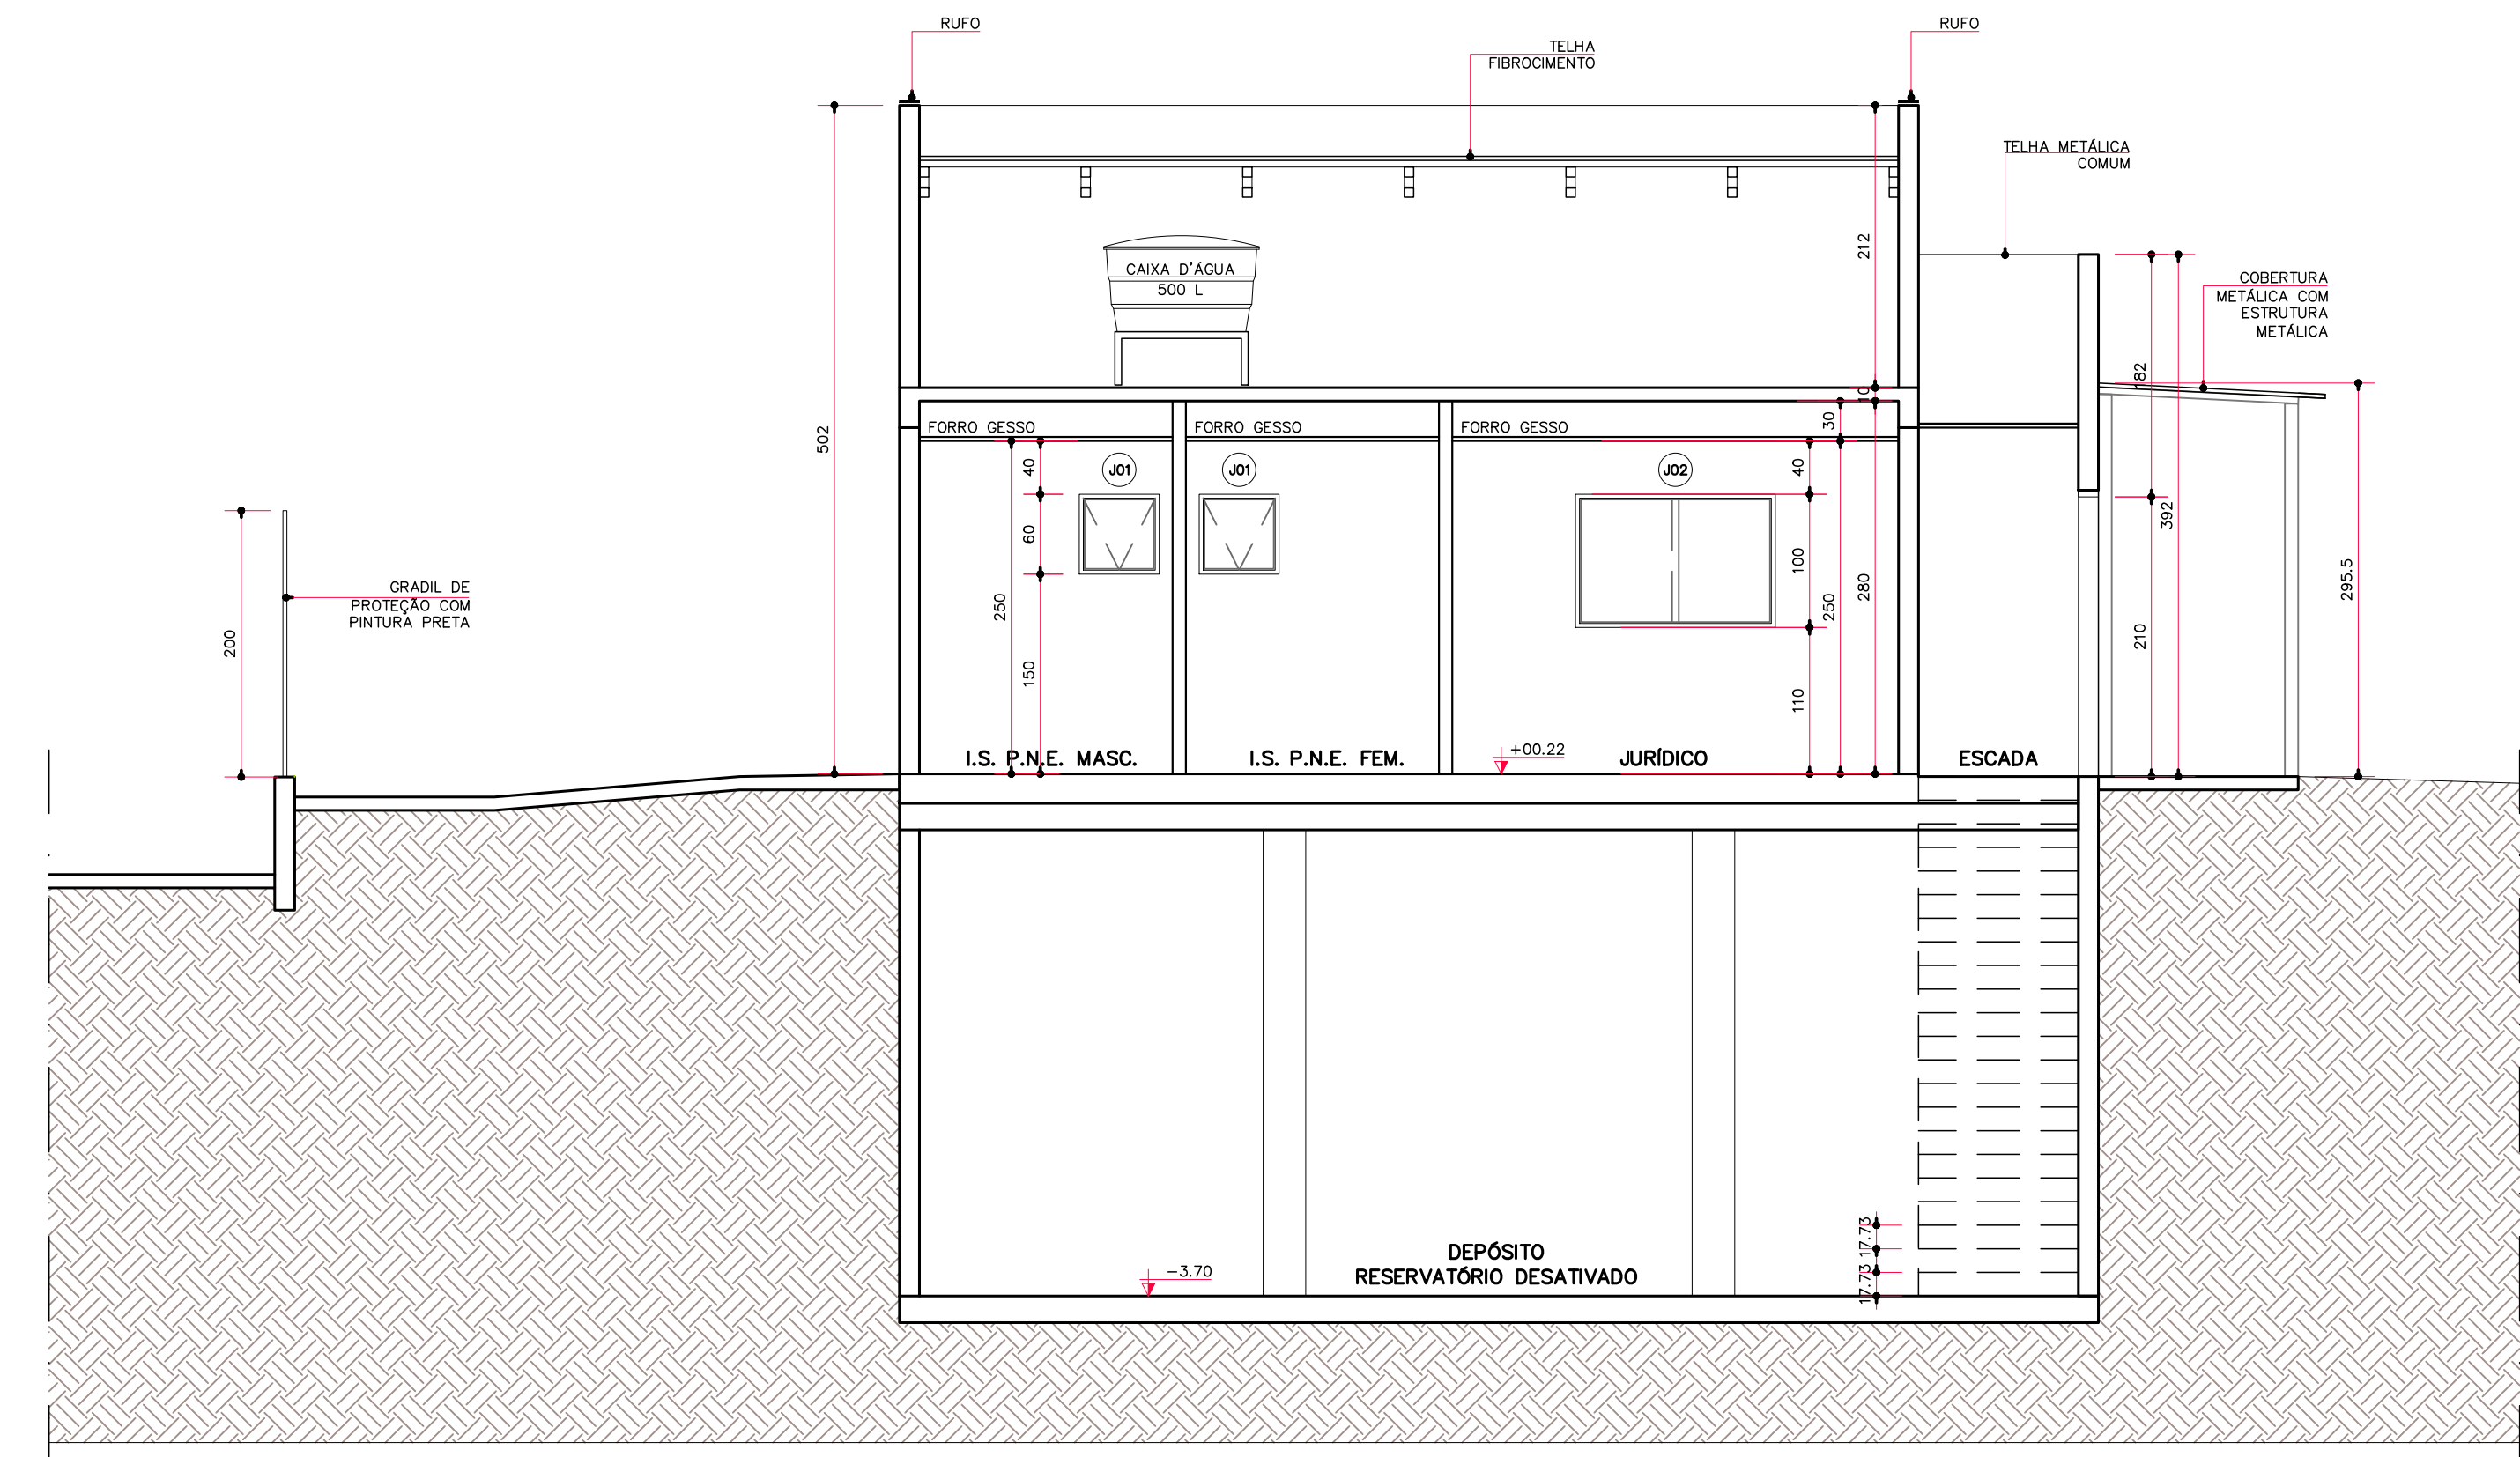 RUFO
RUFO
TELHA
FIBROCIMENTO
TELHA METÁLICA
COMUM
212
CAIXA D'ÁGUA
500 L
COBERTURA
METÁLICA COM
ESTRUTURA
METÁLICA
182
10
30
502
FORRO GESSO
FORRO GESSO
FORRO GESSO
40
J01
J01
J02
40
60
392
100
250
250
280
295.5
GRADIL DE
PROTEÇÃO COM
PINTURA PRETA
200
210
150
110
+00.22
I.S. P.N.E. MASC.
I.S. P.N.E. FEM.
JURÍDICO
ESCADA
17.73
17.73
DEPÓSITO
RESERVATÓRIO DESATIVADO
-3.70